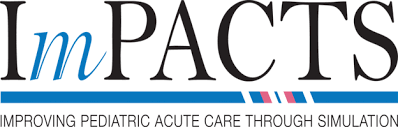 ImPACTS
IMPROVING PEDIATRIC ACUTE CARE THROUGH SIMULATION